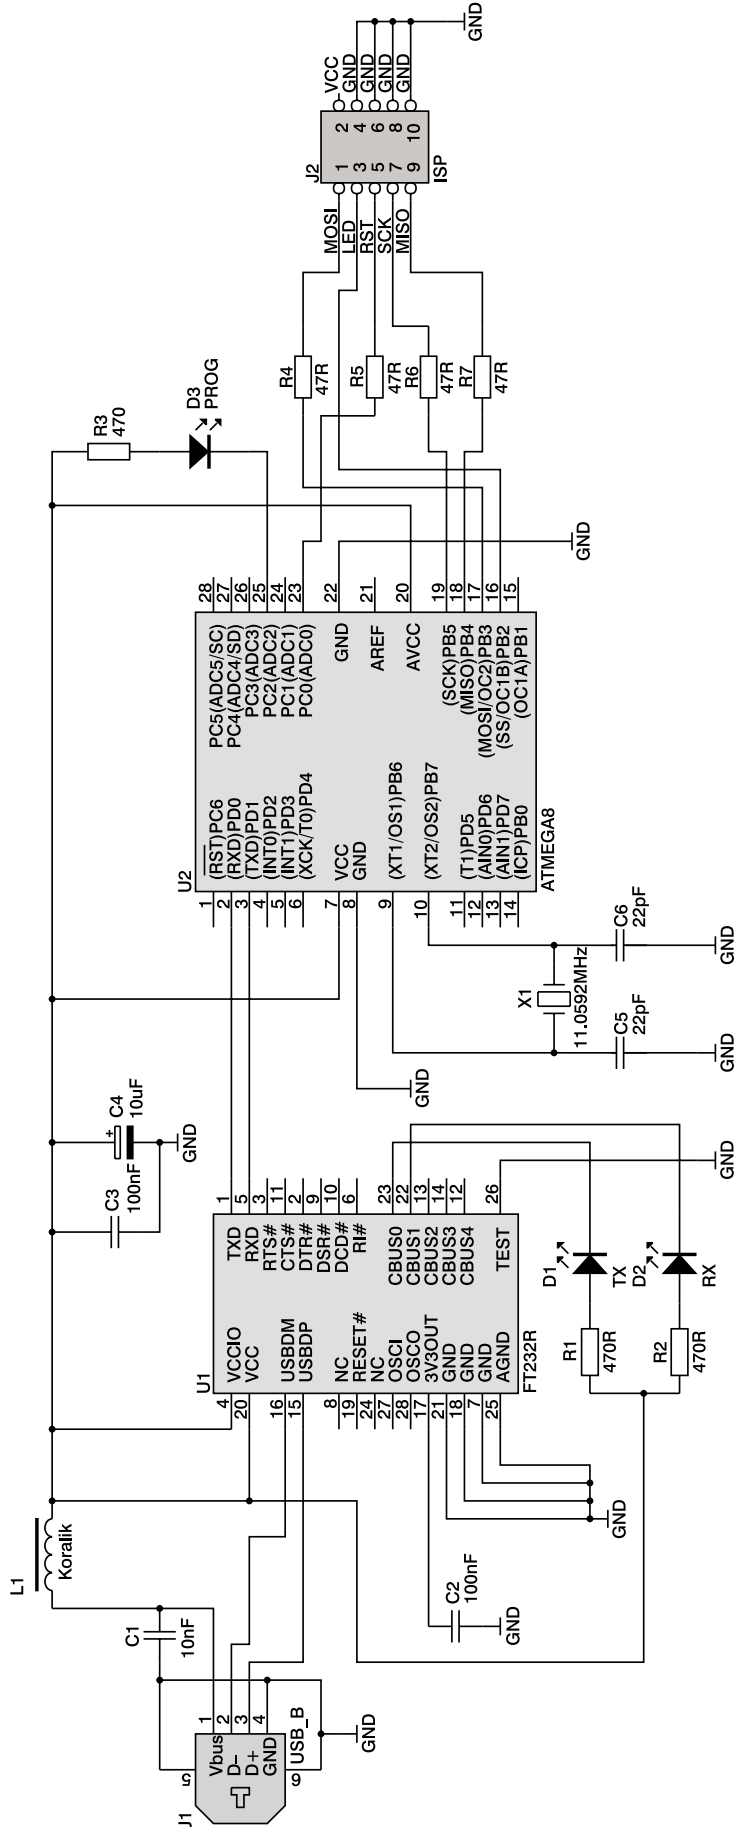 J1
USB_B
5
Vbus
D-
D+
GND
6
1
2
3
4
GND
C1
10nF
L1
Koralik
U1
FT232R
4
20
16
15
8
19
24
27
28
17
21
18
7
25
VCCIO
VCC
USBDM
USBDP
NC
RESET#
NC
OSCI
OSCO
3V3OUT
GND
GND
GND
AGND
TXD
RXD
RTS#
CTS#
DTR#
DSR#
DCD#
RI#
CBUS0
CBUS1
CBUS2
CBUS3
CBUS4
TEST
1
5
3
11
2
9
10
6
23
22
13
14
12
26
C2
100nF
GND
GND
R1
470R
R2
470R
D1
TX
D2
RX
GND
C3
100nF
C4
+
10uF
GND
GND
X1
11.0592MHz
C5
22pF
GND
C6
22pF
GND
U2
ATMEGA8
1
2
3
4
5
6
7
8
9
10
11
12
13
14
(RST)PC6
(RXD)PD0
(TXD)PD1
(INT0)PD2
(INT1)PD3
(XCK/T0)PD4
VCC
GND
(XT1/OS1)PB6
(XT2/OS2)PB7
(T1)PD5
(AIN0)PD6
(AIN1)PD7
(ICP)PB0
PC5(ADC5/SC)
PC4(ADC4/SD)
PC3(ADC3)
PC2(ADC2)
PC1(ADC1)
PC0(ADC0)
GND
AREF
AVCC
(SCK)PB5
(MISO)PB4
(MOSI/OC2)PB3
(SS/OC1B)PB2
(OC1A)PB1
28
27
26
25
24
23
22
21
20
19
18
17
16
15
GND
R3
470
D3
PROG
R4
47R
R5
47R
R6
R7
47R
MOSI
LED
RST
SCK
MISO
J2
ISP
1
3
5
7
9
2
4
6
8
10
VCC
GND
GND
GND
GND
GND